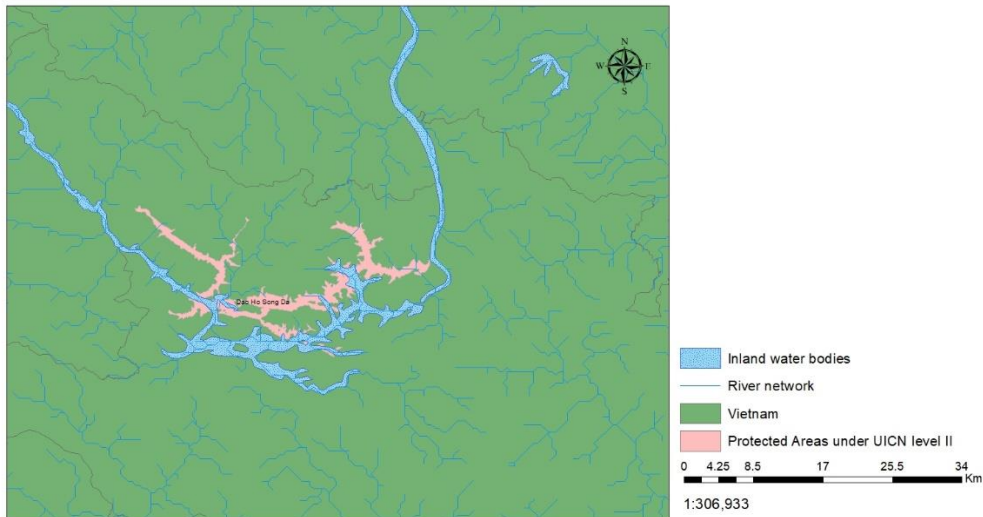 N
W E
S
Dao Ho Song Da
Inland water bodies
River network
Vietnam
Protected Areas under UICN level II
0 4.25 8.5 17 25.5 34
Km
1:306,933